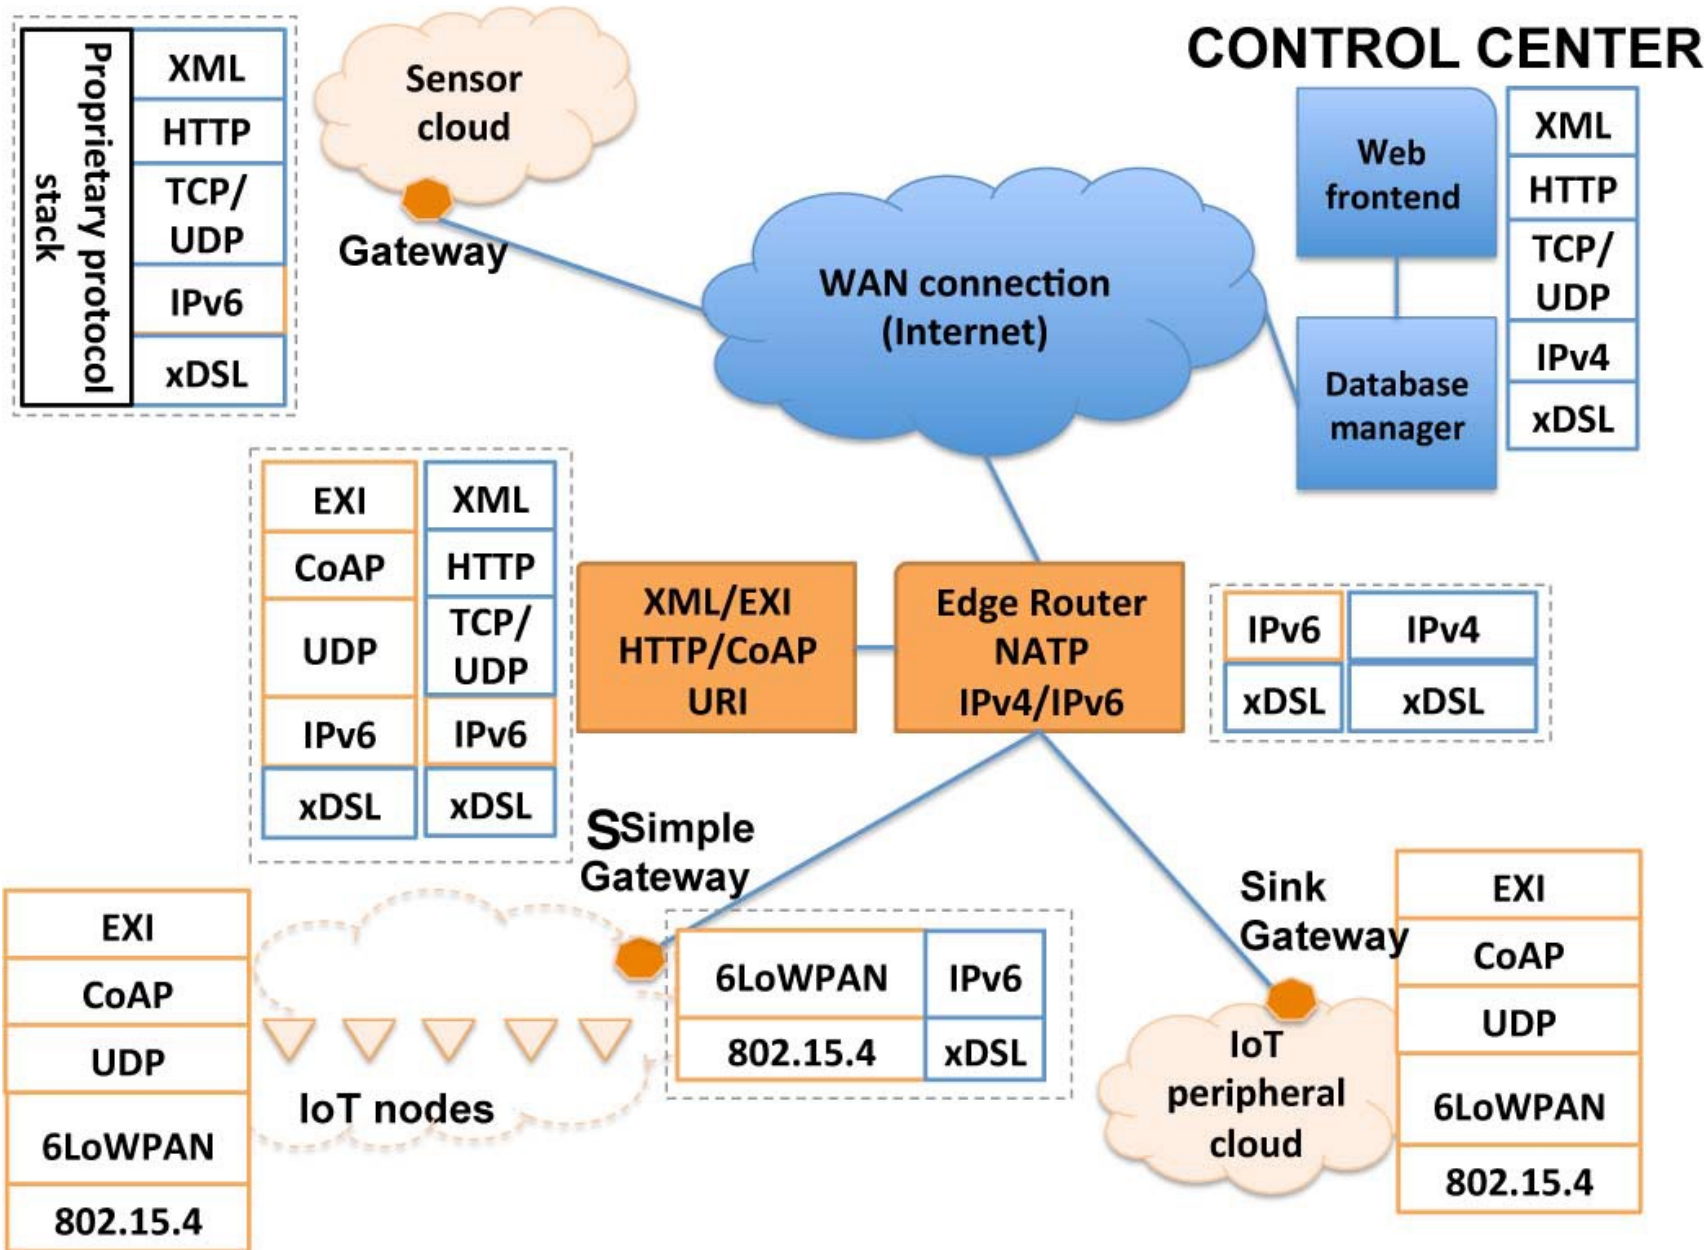 Proprietary protocol
stack
XML
HTTP
TCP/
UDP
IPv6
xDSL
Sensor
cloud
Gateway
WAN connection
(Internet)
CONTROL CENTER
Web
frontend
Database
manager
XML
HTTP
TCP/
UDP
IPv4
xDSL
EXI
CoAP
UDP
IPv6
xDSL
XML
HTTP
TCP/
UDP
IPv6
xDSL
XML/EXI
HTTP/CoAP
URI
Edge Router
NATP
IPv4/IPv6
IPv6
xDSL
IPv4
xDSL
SSimple
Gateway
EXI
CoAP
UDP
6LoWPAN
802.15.4
IoT nodes
6LoWPAN
802.15.4
IPv6
xDSL
Sink
Gateway
IoT
peripheral
cloud
EXI
CoAP
UDP
6LoWPAN
802.15.4